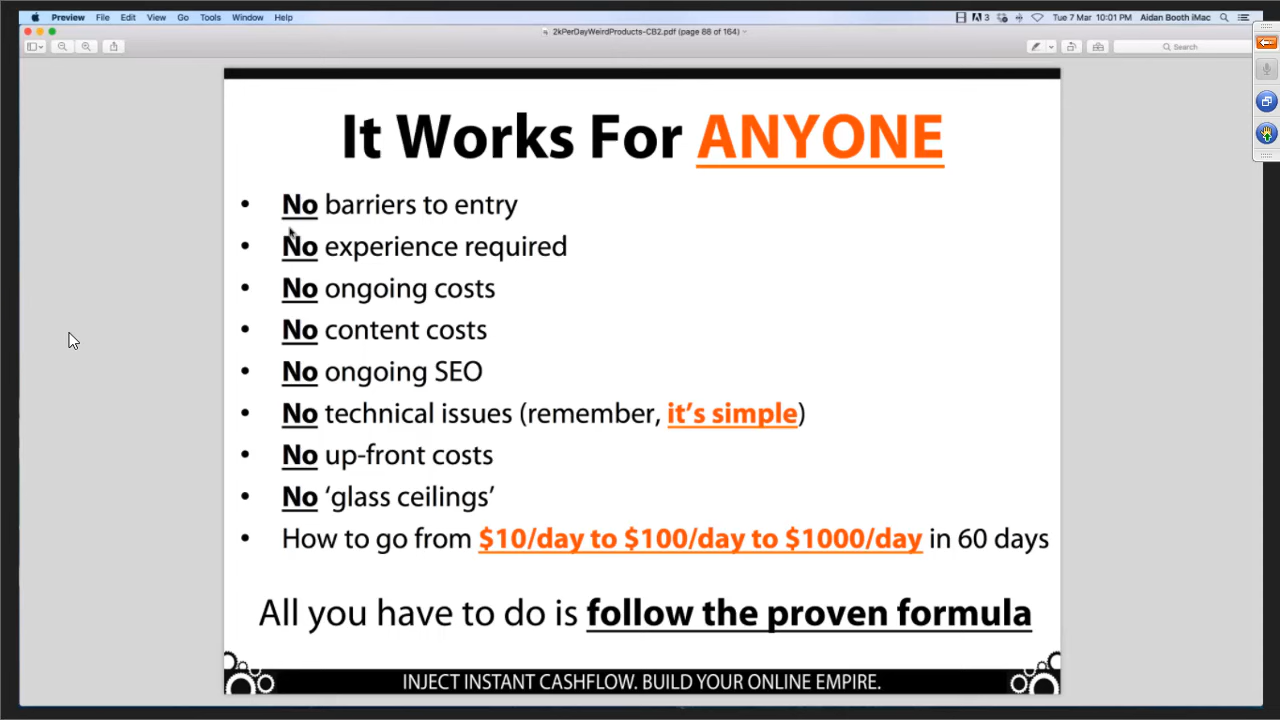 Preview File Edit View Go Tools Window Help
3 Tue 7 Mar 10:01 PM Aidan Booth iMac
2kPerDayWeirdProducts-CB2.pdf (page 88 of 164)
Search
It Works For ANYONE
• No barriers to entry
• No experience required
• No ongoing costs
• No content costs
• No ongoing SEO
• No technical issues (remember, it's simple)
• No up-front costs
• No ‘glass ceilings’
• How to go from $10/day to $100/day to $1000/day in 60 days
All you have to do is follow the proven formula
INJECT INSTANT CASHFLOW. BUILD YOUR ONLINE EMPIRE.